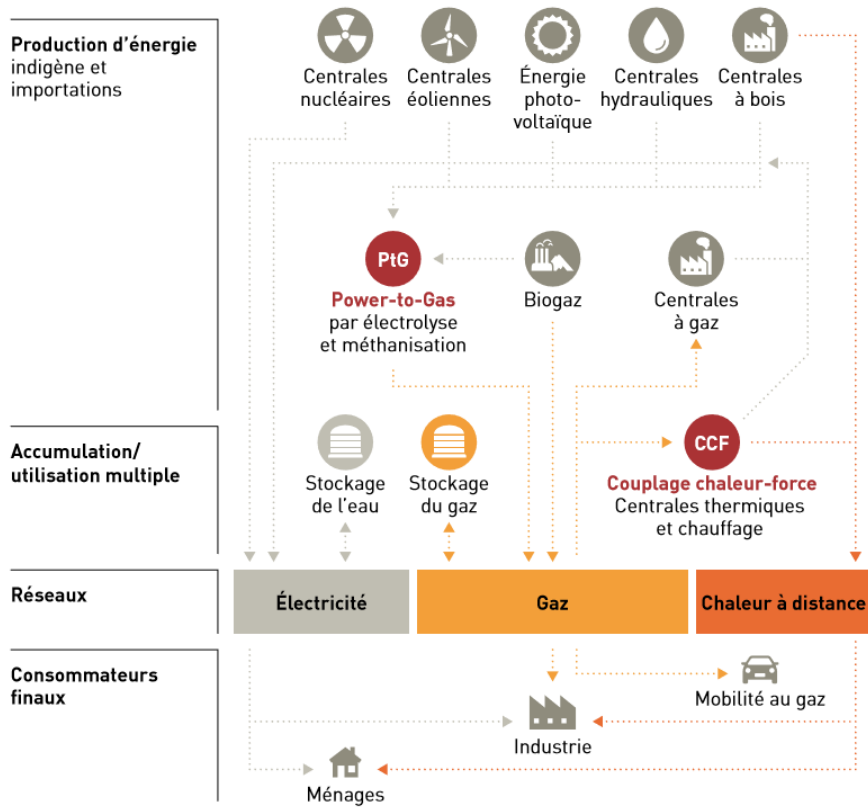 Production d’énergie
indigène et
importations
Centrales
nucléaires
Centrales
éoliennes
Énergie
photo-
voltaïque
Centrales
hydrauliques
Centrales
à bois
PtG
Power-to-Gas
par électrolyse
et méthanisation
Biogaz
Centrales
à gaz
Accumulation/
utilisation multiple
Stockage
de l’eau
Stockage
du gaz
CCF
Couplage chaleur-force
Centrales thermiques
et chauffage
Réseaux
Électricité
Gaz
Chaleur à distance
Consommateurs
finaux
Mobilité au gaz
Industrie
Ménages